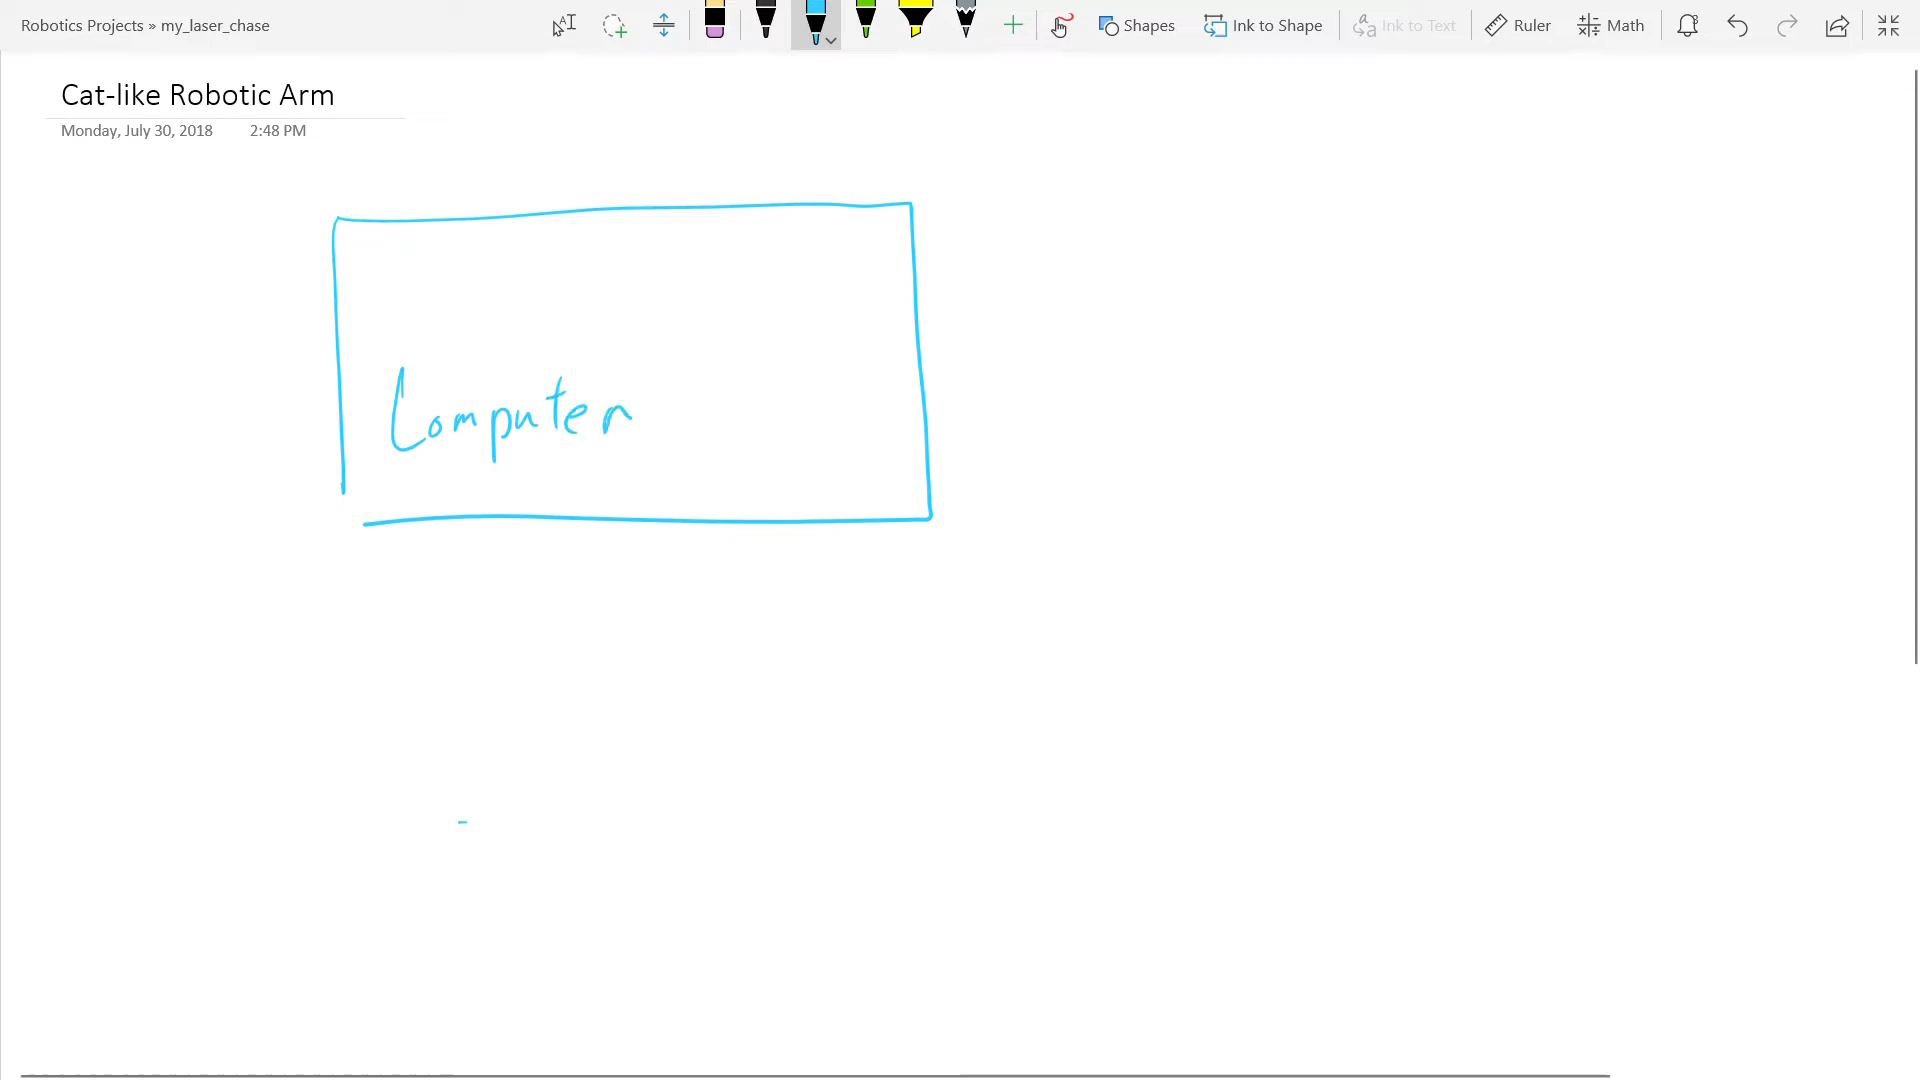 Robotics Projects » my_laser_chase
Shapes
Ink to Shape
Ink to Text
Ruler
Math
Cat-like Robotic Arm
Monday, July 30, 2018 2:48 PM
Computer